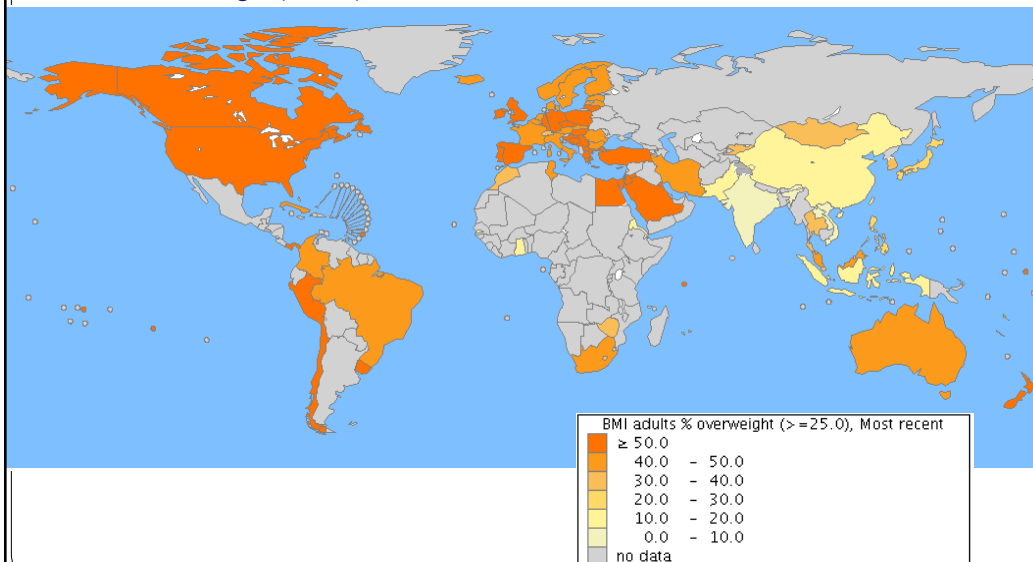 BMI adults % overweight (>=25.0), Most recent
≥ 50.0
40.0 - 50.0
30.0 - 40.0
20.0 - 30.0
10.0 - 20.0
0.0 - 10.0
no data